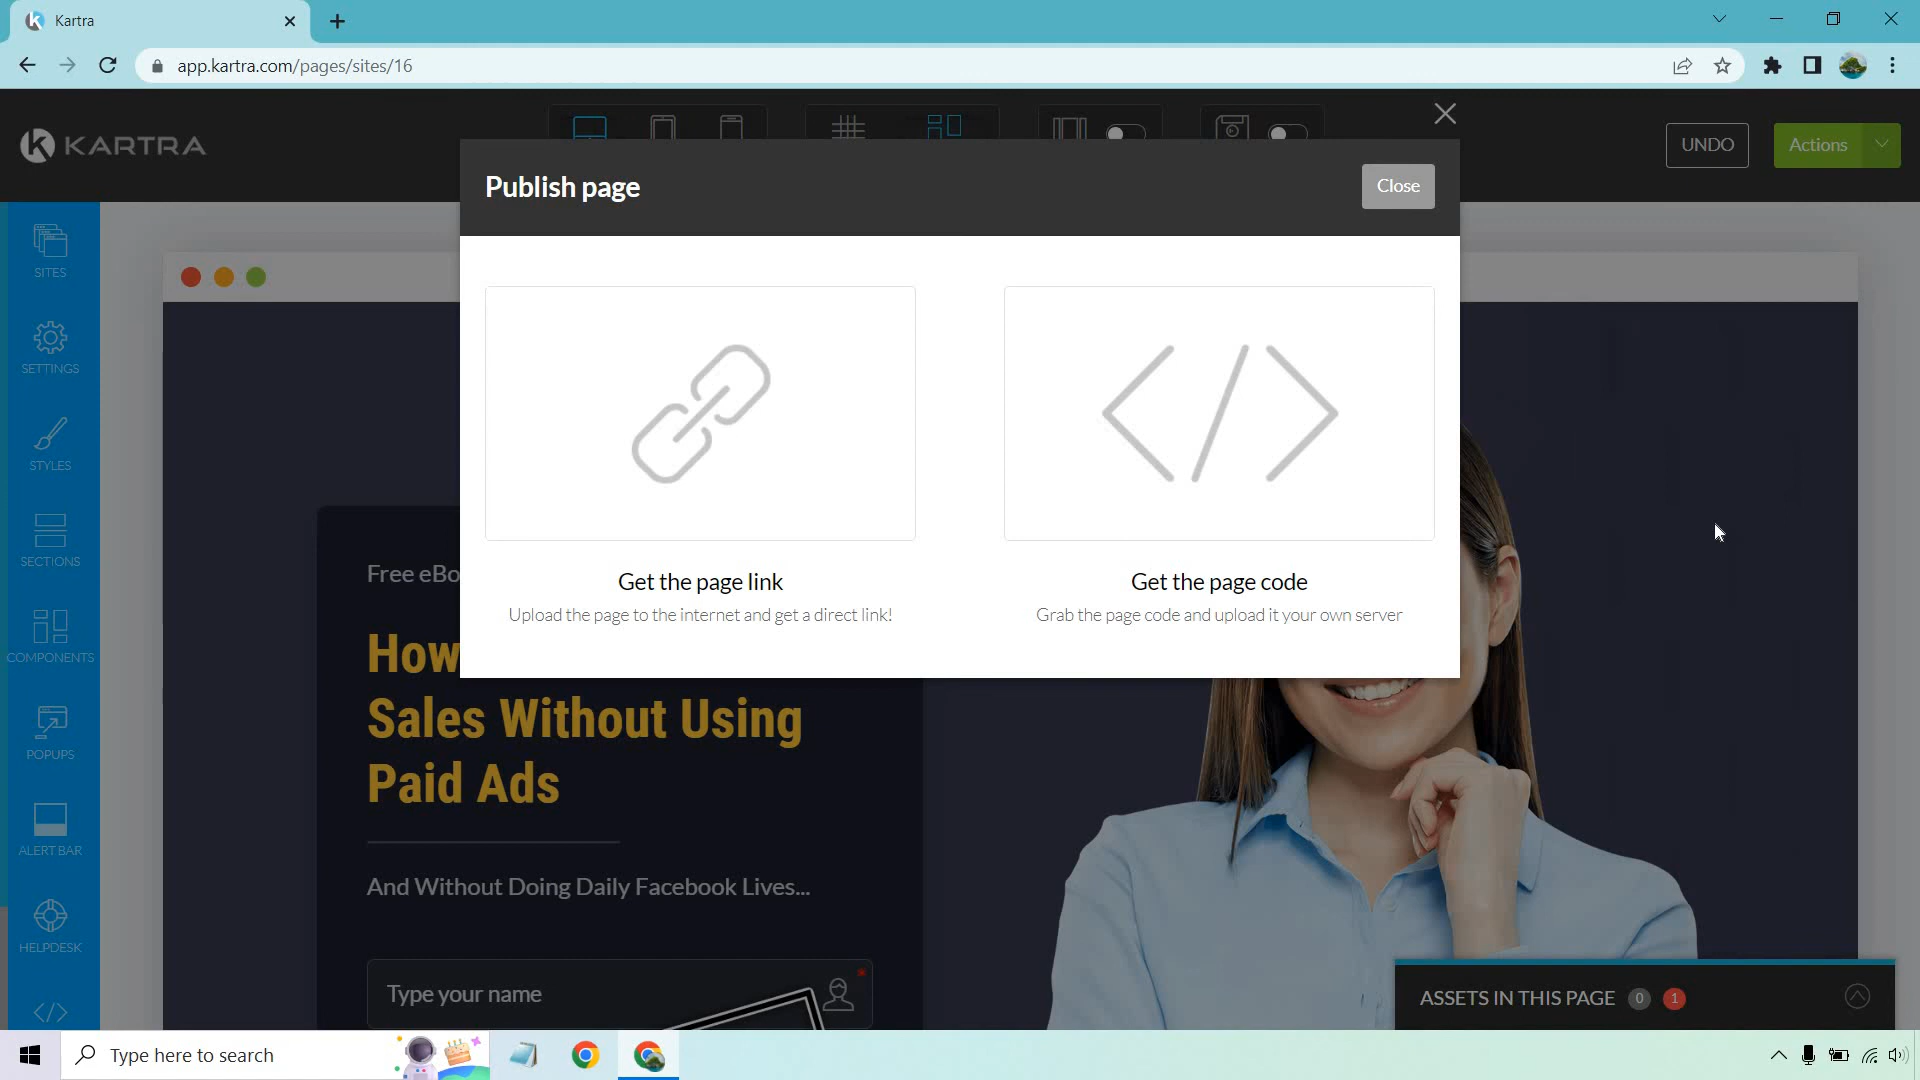 Kartra
app.kartra.com/pages/sites/16
KARTRA
UNDO
Actions
Publish page
Close
SITES
SETTINGS
STYLES
SECTIONS
COMPONENTS
POPUPS
ALERT BAR
HELPDESK
Get the page link
Upload the page to the internet and get a direct link!
Get the page code
Grab the page code and upload it your own server
Free eBo
How
Sales Without Using
Paid Ads
And Without Doing Daily Facebook Lives...
Type your name
*
ASSETS IN THIS PAGE 0 1
Type here to search